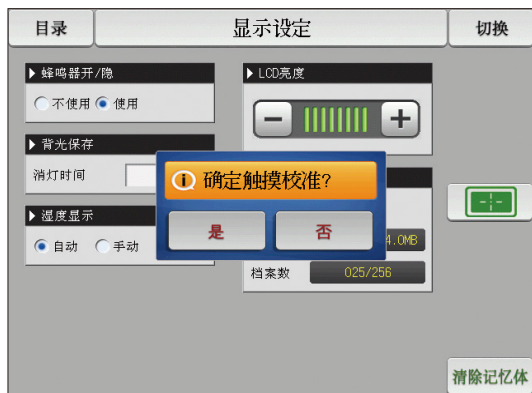 目录
显示设定
切换
蜂鸣器开/隐
不使用 使用
背光保存
消灯时间
湿度显示
自动 手动
LCD亮度
确定触摸校准?
是 否
4.0MB
档案数 025/256
清除记忆体